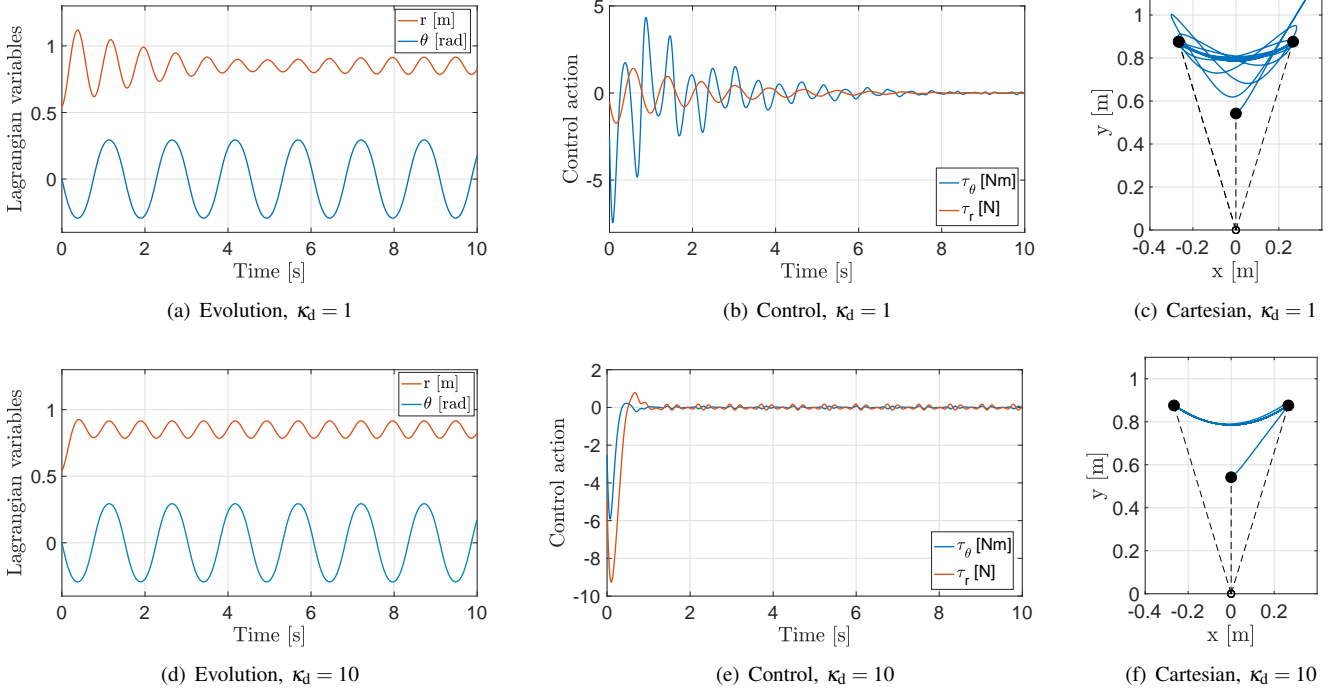 Lagrangian variables
r [m]
θ [rad]
1
0.5
0
0 2 4 6 8 10
Time [s]
(a) Evolution, κd = 1
Control action
5
0
-5
τθ [Nm]
τr [N]
0 2 4 6 8 10
Time [s]
(b) Control, κd = 1
y [m]
1
0.8
0.6
0.4
0.2
0
-0.4 -0.2 0 0.2
x [m]
(c) Cartesian, κd = 1
Lagrangian variables
r [m]
θ [rad]
1
0.5
0
0 2 4 6 8 10
Time [s]
(d) Evolution, κd = 10
Control action
2
0
-2
-4
-6
-8
-10
τθ [Nm]
τr [N]
0 2 4 6 8 10
Time [s]
(e) Control, κd = 10
y [m]
1
0.8
0.6
0.4
0.2
0
-0.4 -0.2 0 0.2
x [m]
(f) Cartesian, κd = 10